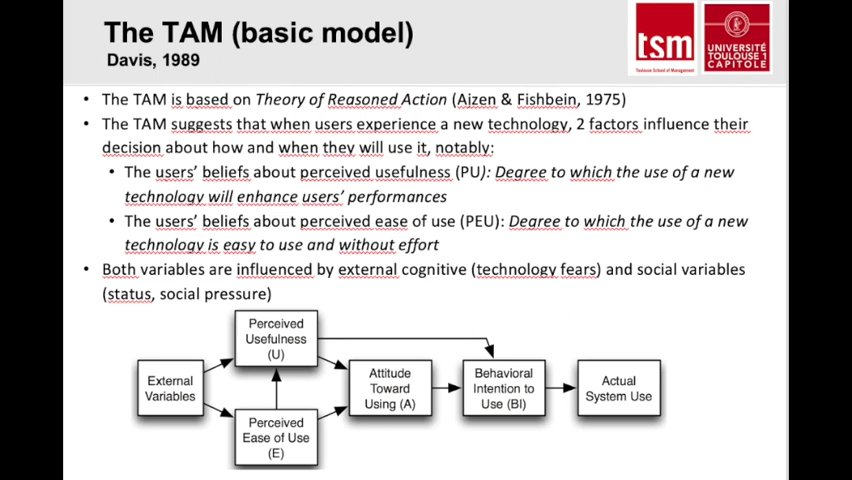 The TAM (basic model)
Davis, 1989
tsm
Toulouse School of Management
UNIVERSITÉ
TOULOUSE 1
CAPITOLE
• The TAM is based on Theory of Reasoned Action (Ajzen & Fishbein, 1975)
• The TAM suggests that when users experience a new technology, 2 factors influence their
decision about how and when they will use it, notably:
• The users’ beliefs about perceived usefulness (PU): Degree to which the use of a new
technology will enhance users’ performances
• The users’ beliefs about perceived ease of use (PEU): Degree to which the use of a new
technology is easy to use and without effort
• Both variables are influenced by external cognitive (technology fears) and social variables
(status, social pressure)
Perceived
Usefulness
(U)
External
Variables
Attitude
Toward
Using (A)
Behavioral
Intention to
Use (BI)
Actual
System Use
Perceived
Ease of Use
(E)